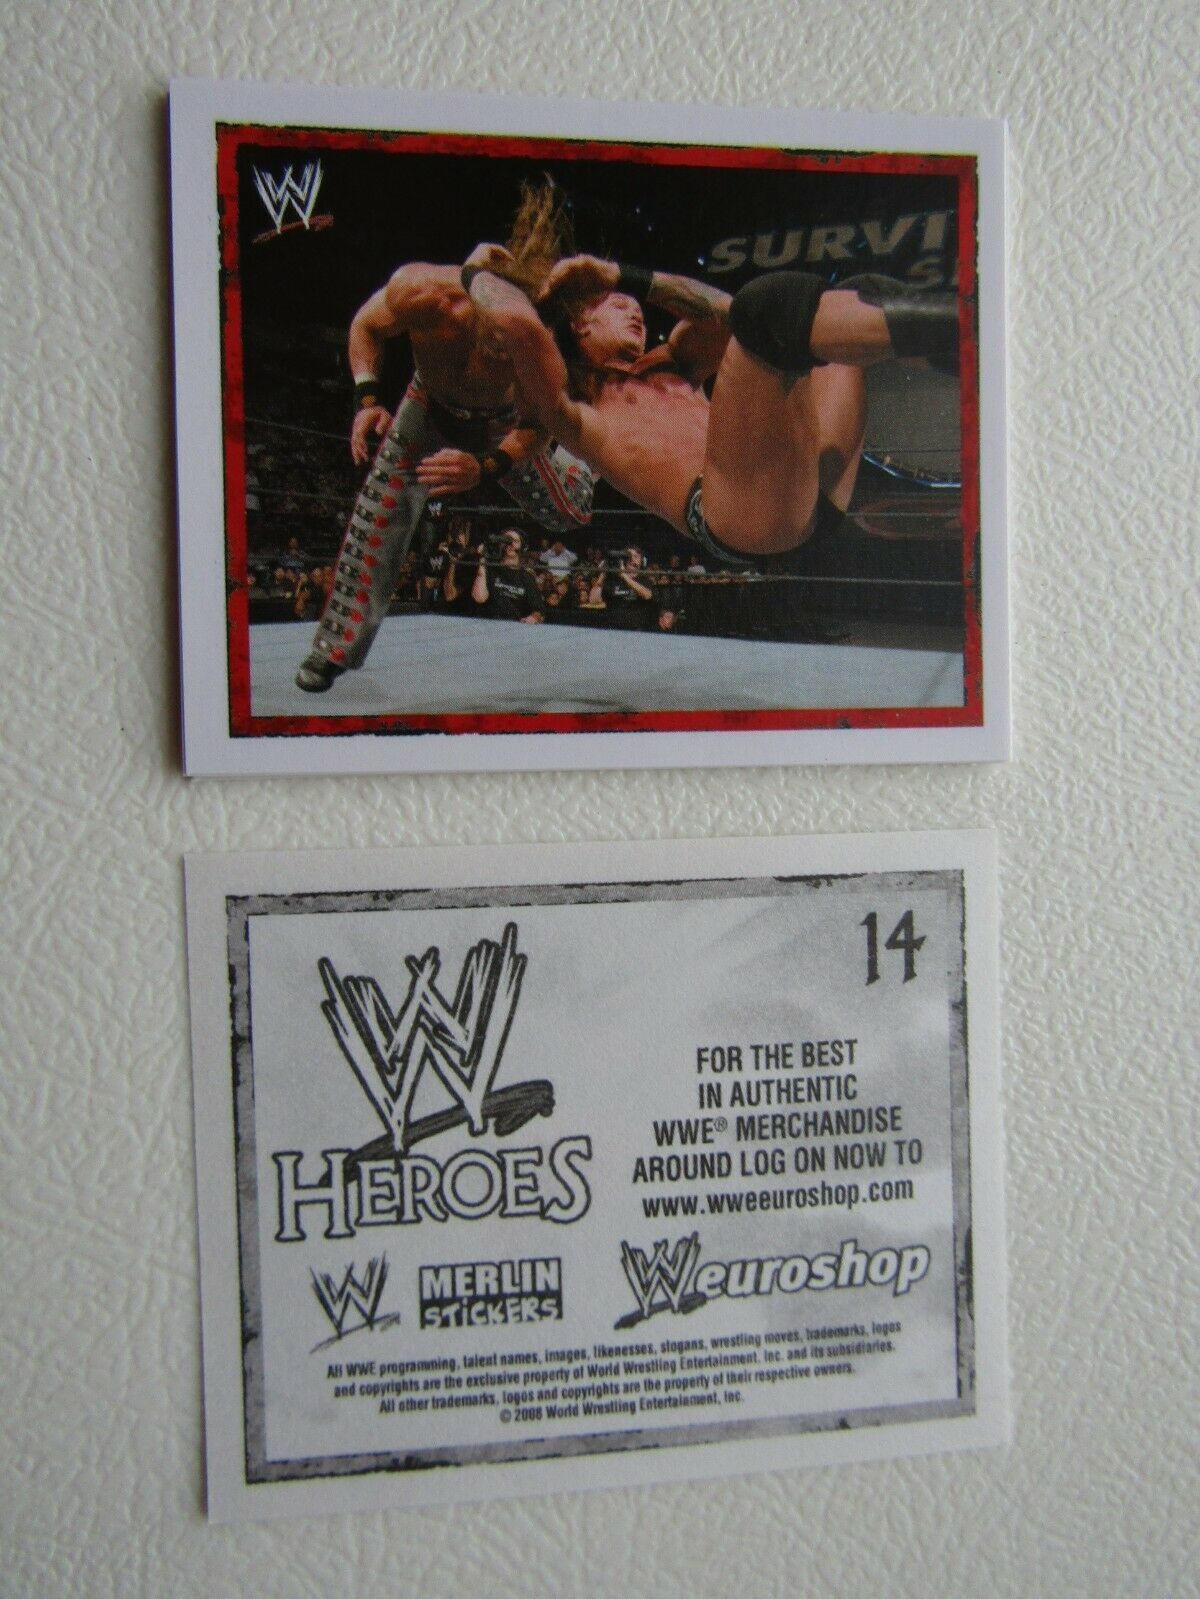 W
SURVI
SE
14
W
HEROES
FOR THE BEST
IN AUTHENTIC
WWE® MERCHANDISE
AROUND LOG ON NOW TO
www.wweeuroshop.com
W
MERLIN
STICKERS
Weuroshop
All WWE programming, talent names, images, likenesses, slogans, wrestling moves, trademarks, logos
and copyrights are the exclusive property of World Wrestling Entertainment, Inc. and its subsidiaries.
All other trademarks, logos and copyrights are the property of their respective owners.
© 2008 World Wrestling Entertainment, Inc.